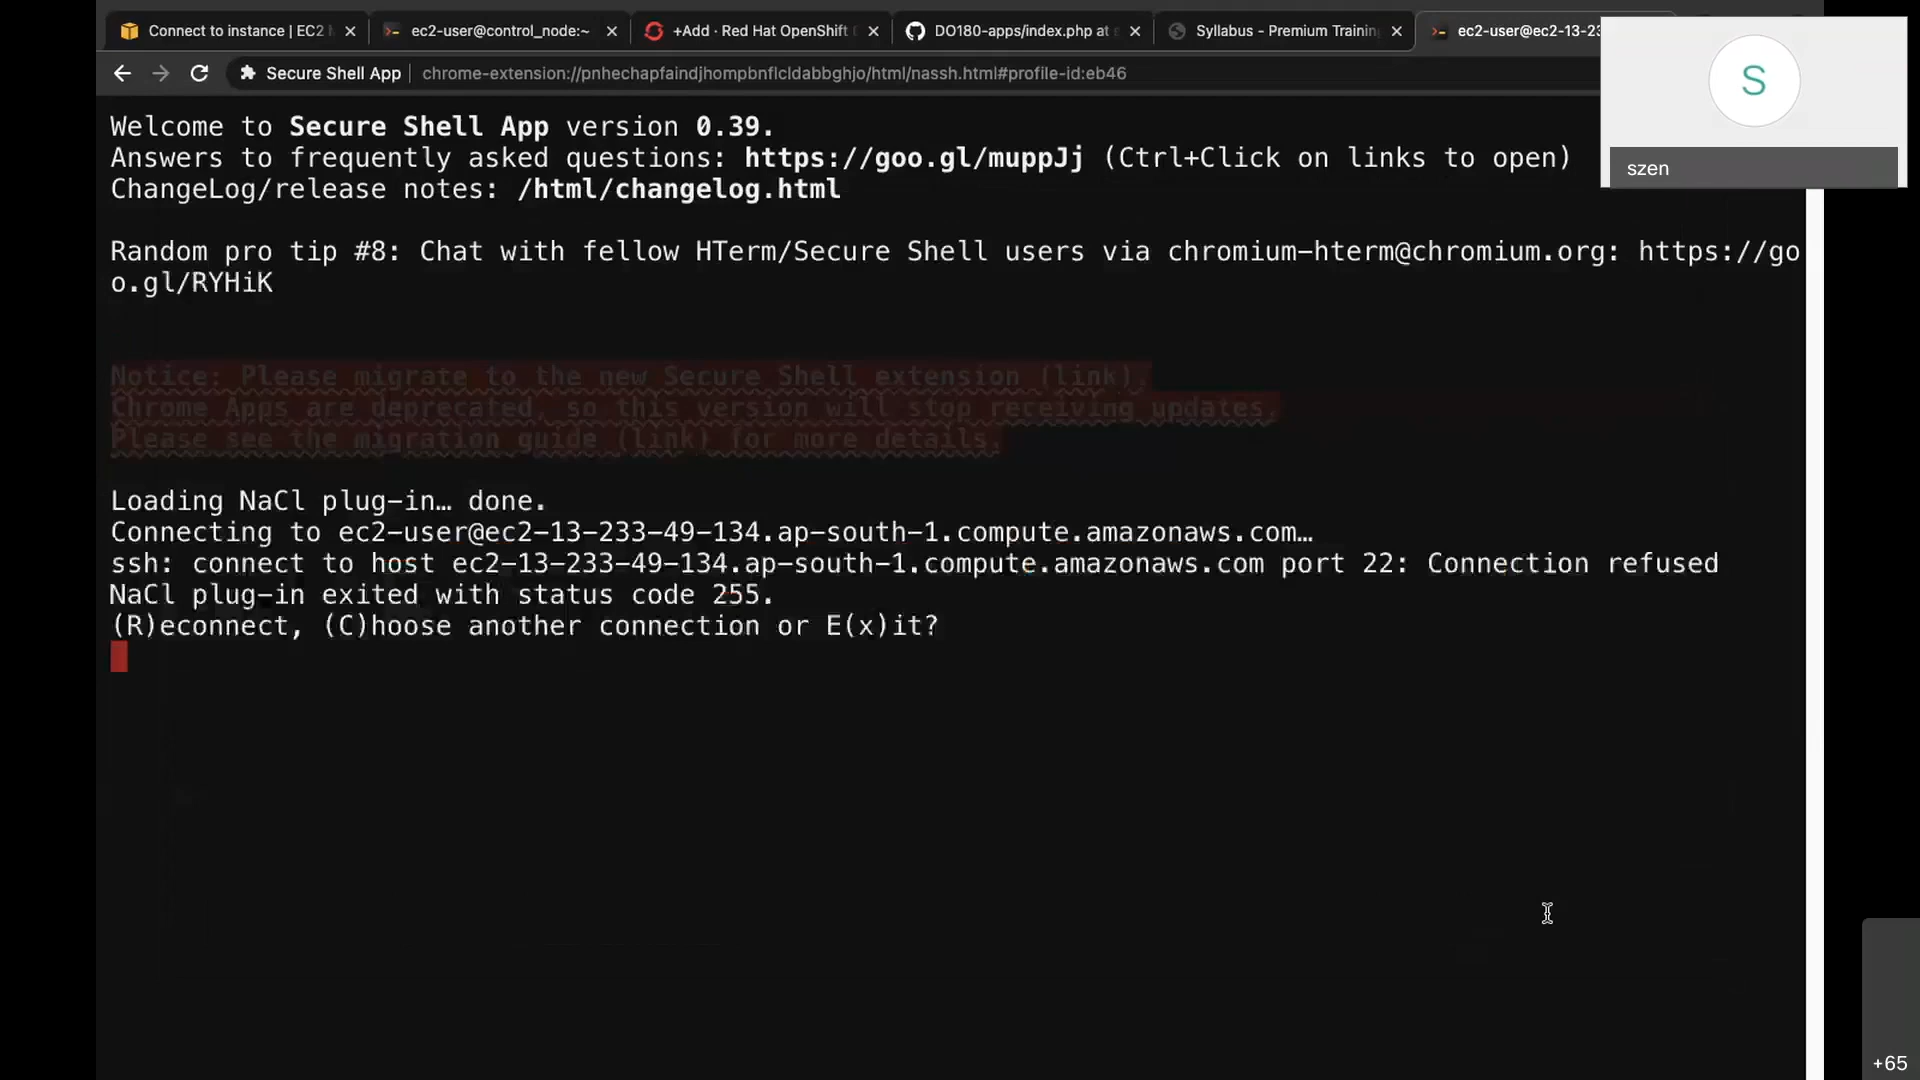 Connect to instance | EC2
ec2-user@control_node:~
+Add · Red Hat OpenShift
DO180-apps/index.php at
Syllabus - Premium Trainin
ec2-user@ec2-13-23
Secure Shell App
chrome-extension://pnhechapfaindjhompbnflcldabbghjo/html/nassh.html#profile-id:eb46
S
szen
Welcome to Secure Shell App version 0.39.
Answers to frequently asked questions: https://goo.gl/muppJj (Ctrl+Click on links to open)
ChangeLog/release notes: /html/changelog.html
Random pro tip #8: Chat with fellow HTerm/Secure Shell users via chromium-hterm@chromium.org: https://go
o.gl/RYHiK
Notice: Please migrate to the new Secure Shell extension (link).
Chrome Apps are deprecated, so this version will stop receiving updates.
Please see the migration guide (link) for more details.
Loading NaCl plug-in… done.
Connecting to ec2-user@ec2-13-233-49-134.ap-south-1.compute.amazonaws.com…
ssh: connect to host ec2-13-233-49-134.ap-south-1.compute.amazonaws.com port 22: Connection refused
NaCl plug-in exited with status code 255.
(R)econnect, (C)hoose another connection or E(x)it?
+65